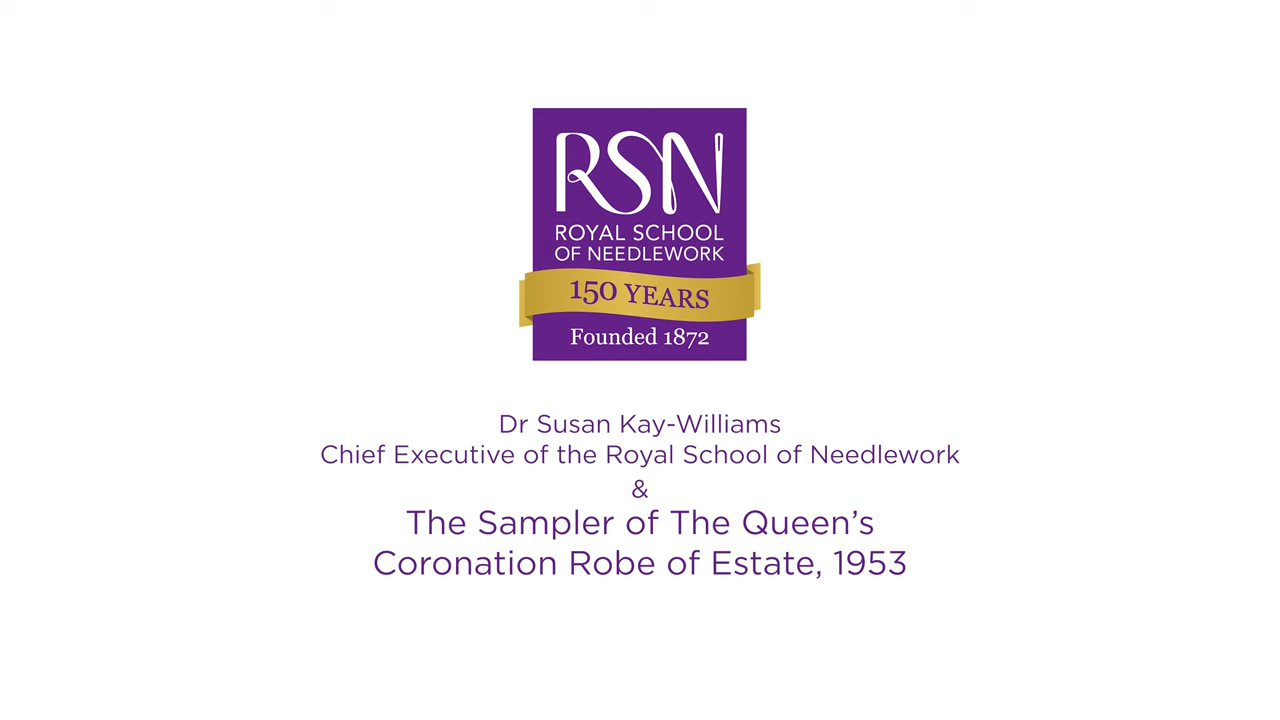 RSN
ROYAL SCHOOL
OF NEEDLEWORK
150 YEARS
Founded 1872
Dr Susan Kay-Williams
Chief Executive of the Royal School of Needlework
&
The Sampler of The Queen’s
Coronation Robe of Estate, 1953